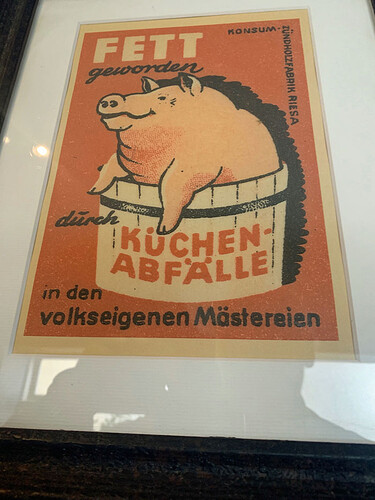 FETT
geworden
KONSUM-
ZÜNDHOLZFABRIK RIESA
durch
KÜCHEN-
ABFÄLLE
in den
volkseigenen Mästereien